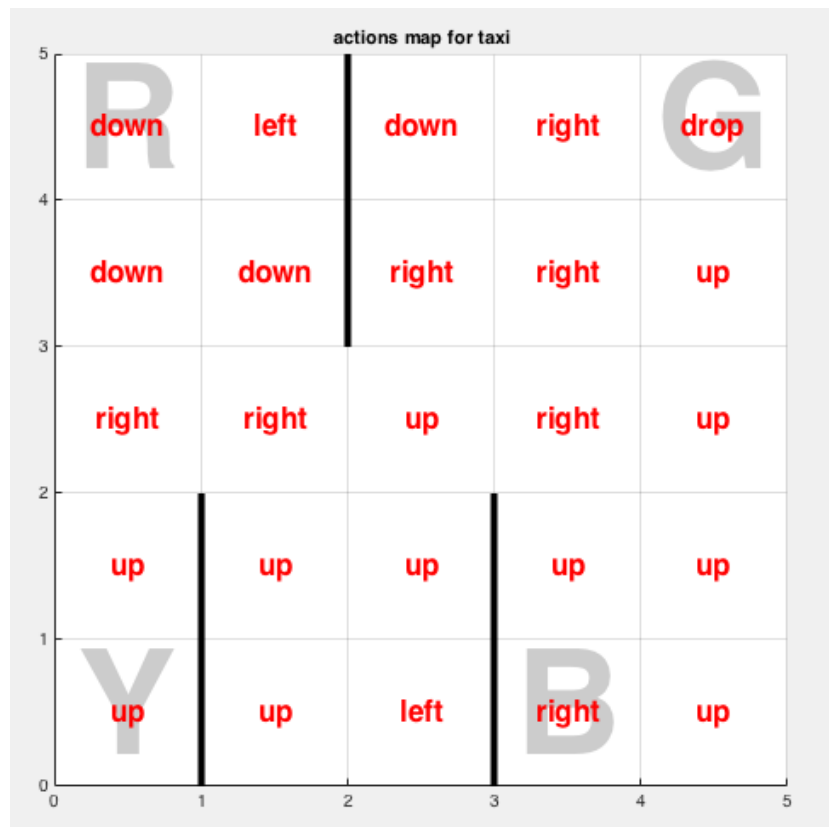 actions map for taxi
5
R G
down left down right drop
4
down down right right up
3
right right up right up
2
up up up up up
1
Y B
up up left right up
0
0 1 2 3 4 5